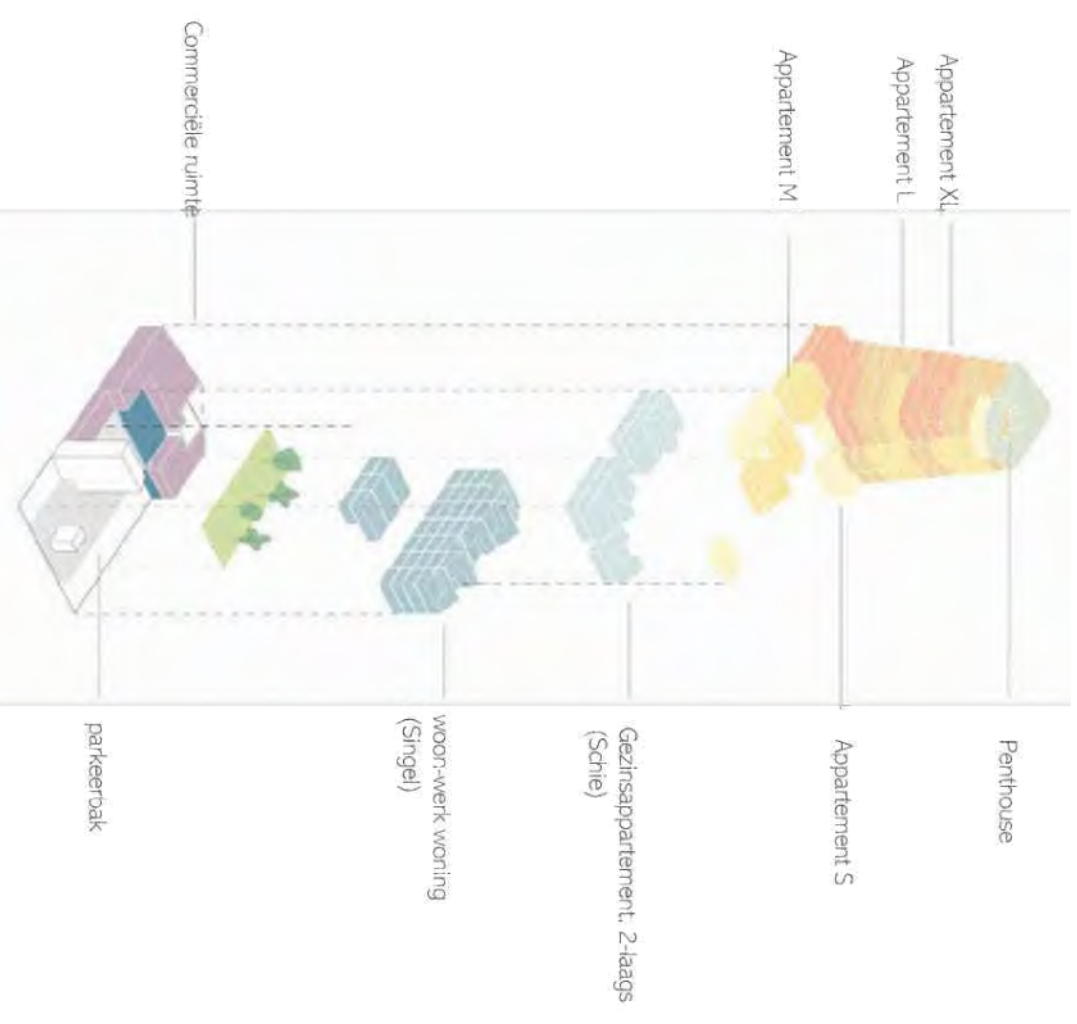 Penthouse
Appartement XL
Appartement L
Appartement S
Appartement M
Gezinsappartement. 2-laags
(Schie)
woon-werk woning
(Singel)
Commerciële ruimte
parkeerbak